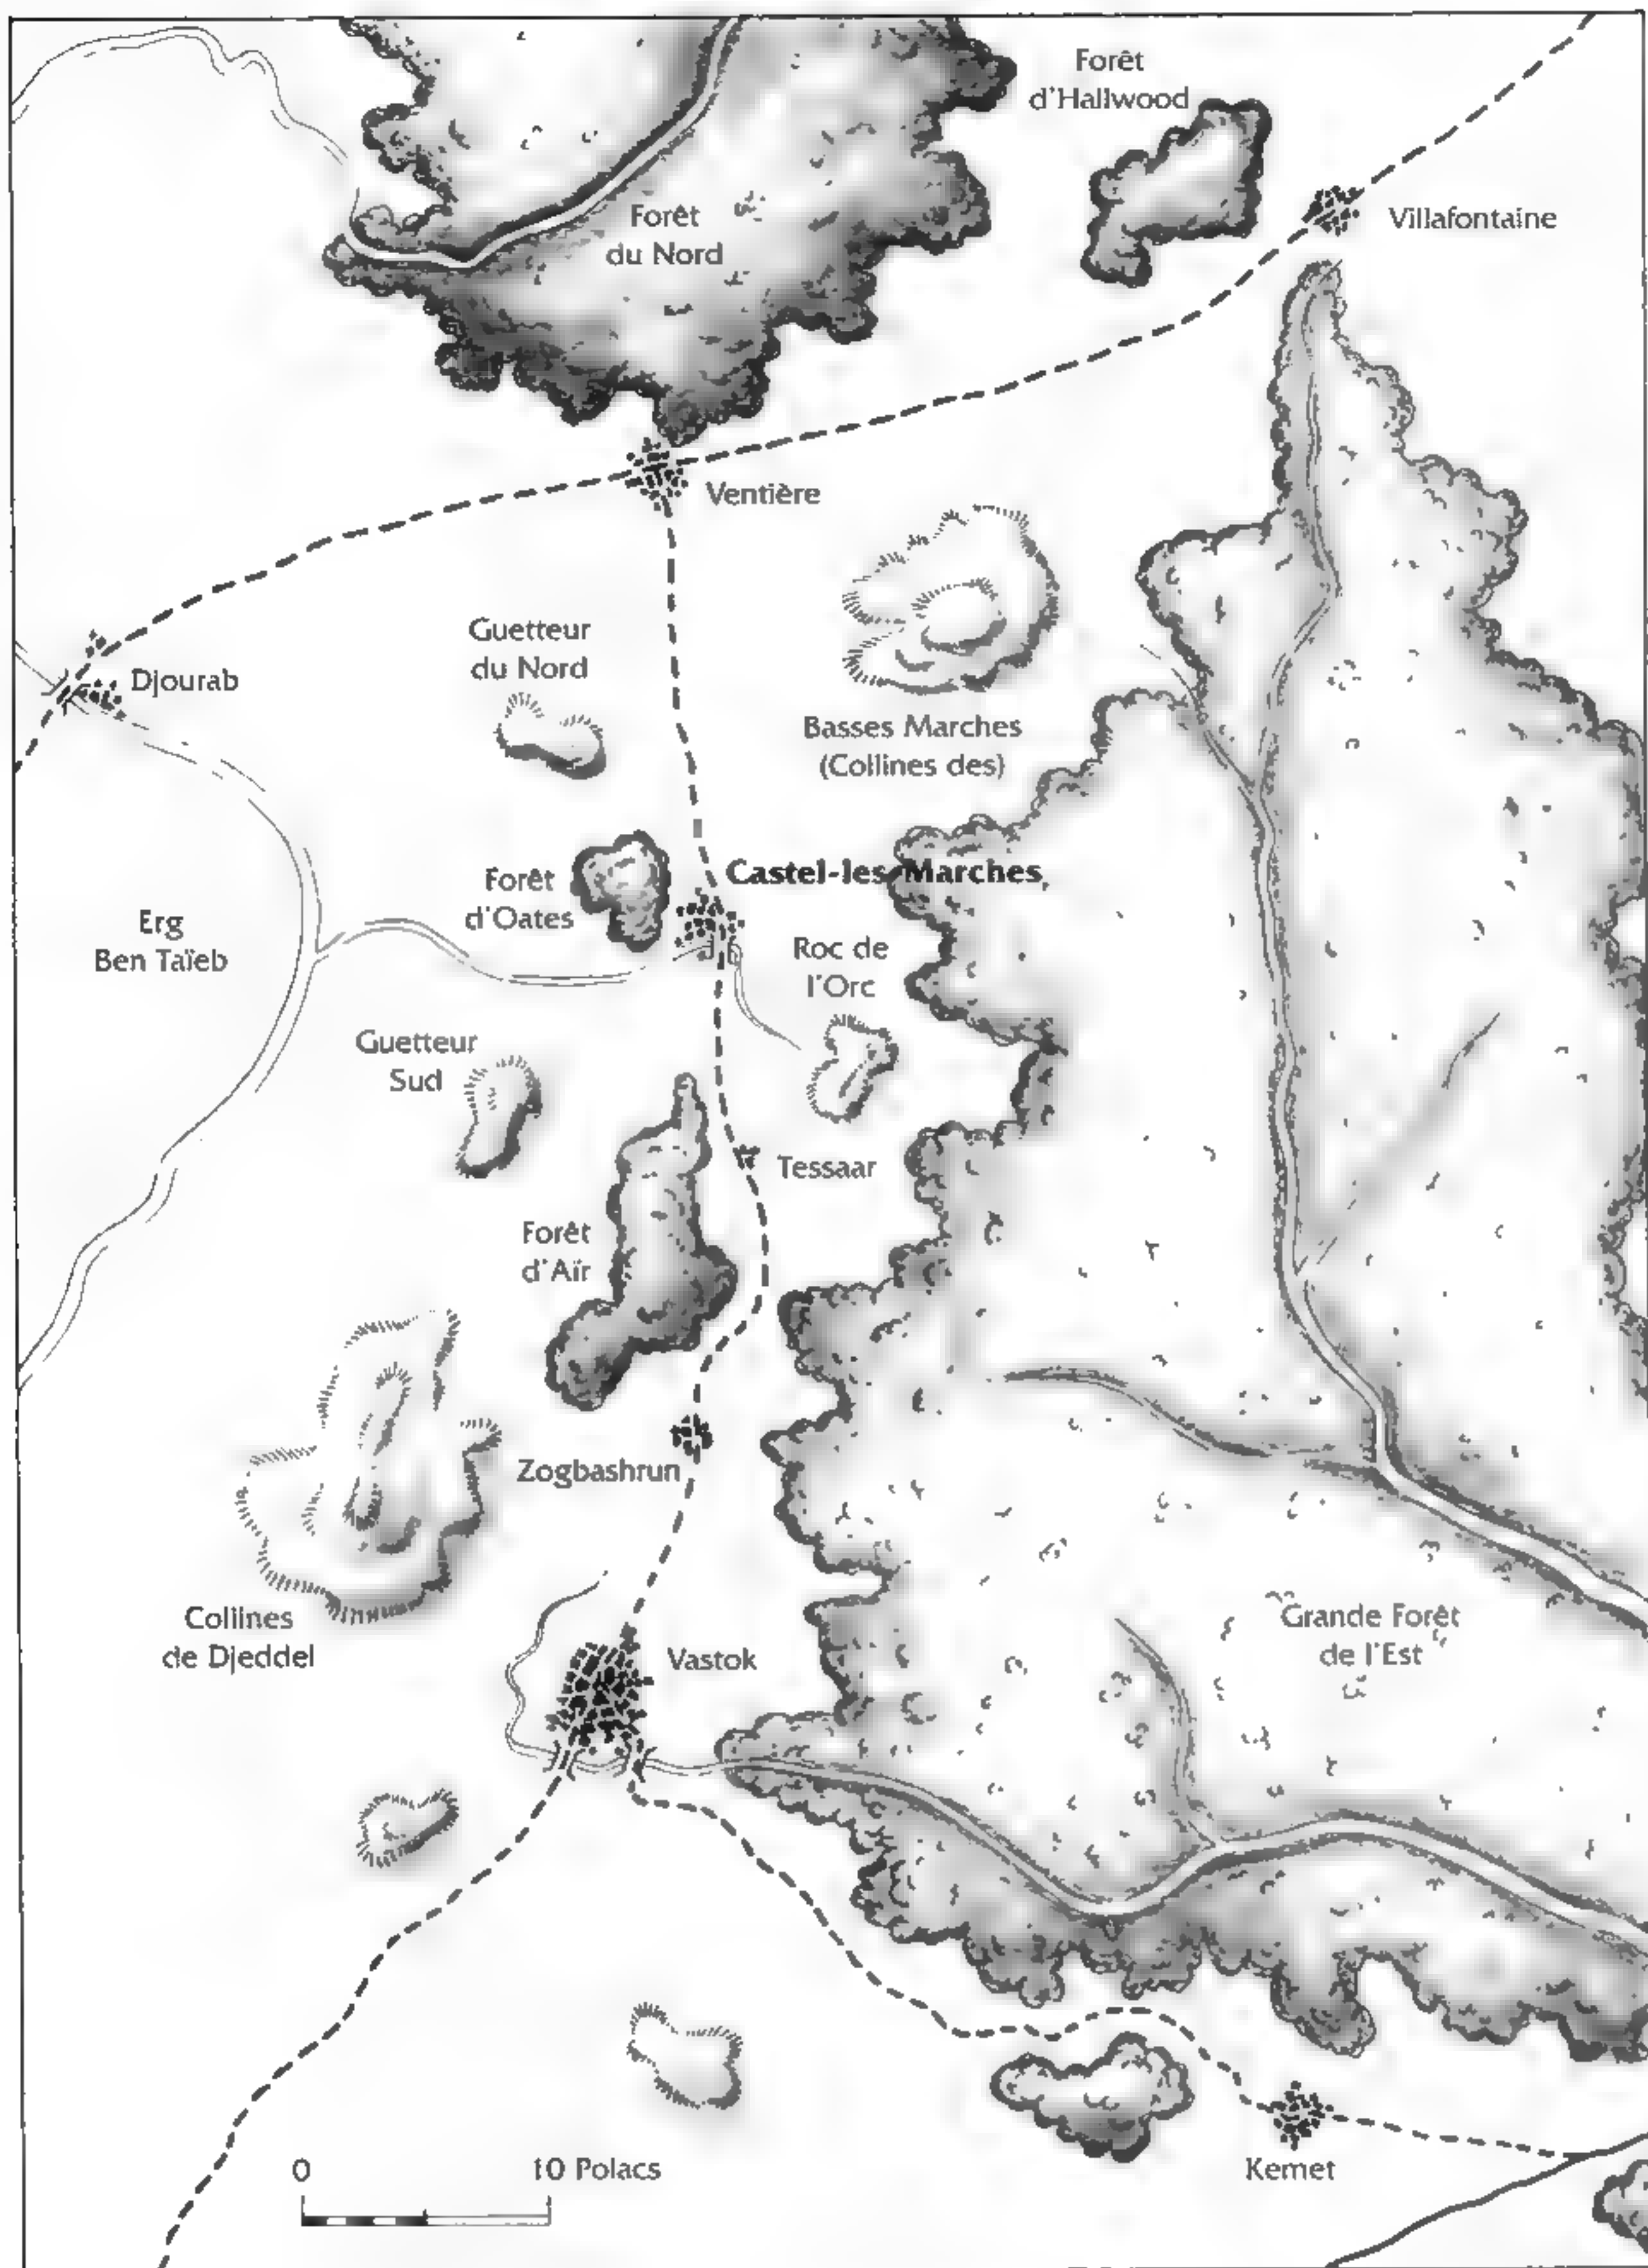 Forêt
d'Hallwood
Villafontaine
Forêt
du Nord
Ventière
Guetteur
du Nord
Djourab
Basses Marches
(Collines des)
Castel-les-Marches
Forêt
d'Oates
Erg
Ben Taïeb
Roc de
l'Orc
Guetteur
Sud
Tessaar
Forêt
d'Aïr
Zogbashrun
Collines
de Djeddel
Grande Forêt
de l'Est
Vastok
Kemet
0 10 Polacs